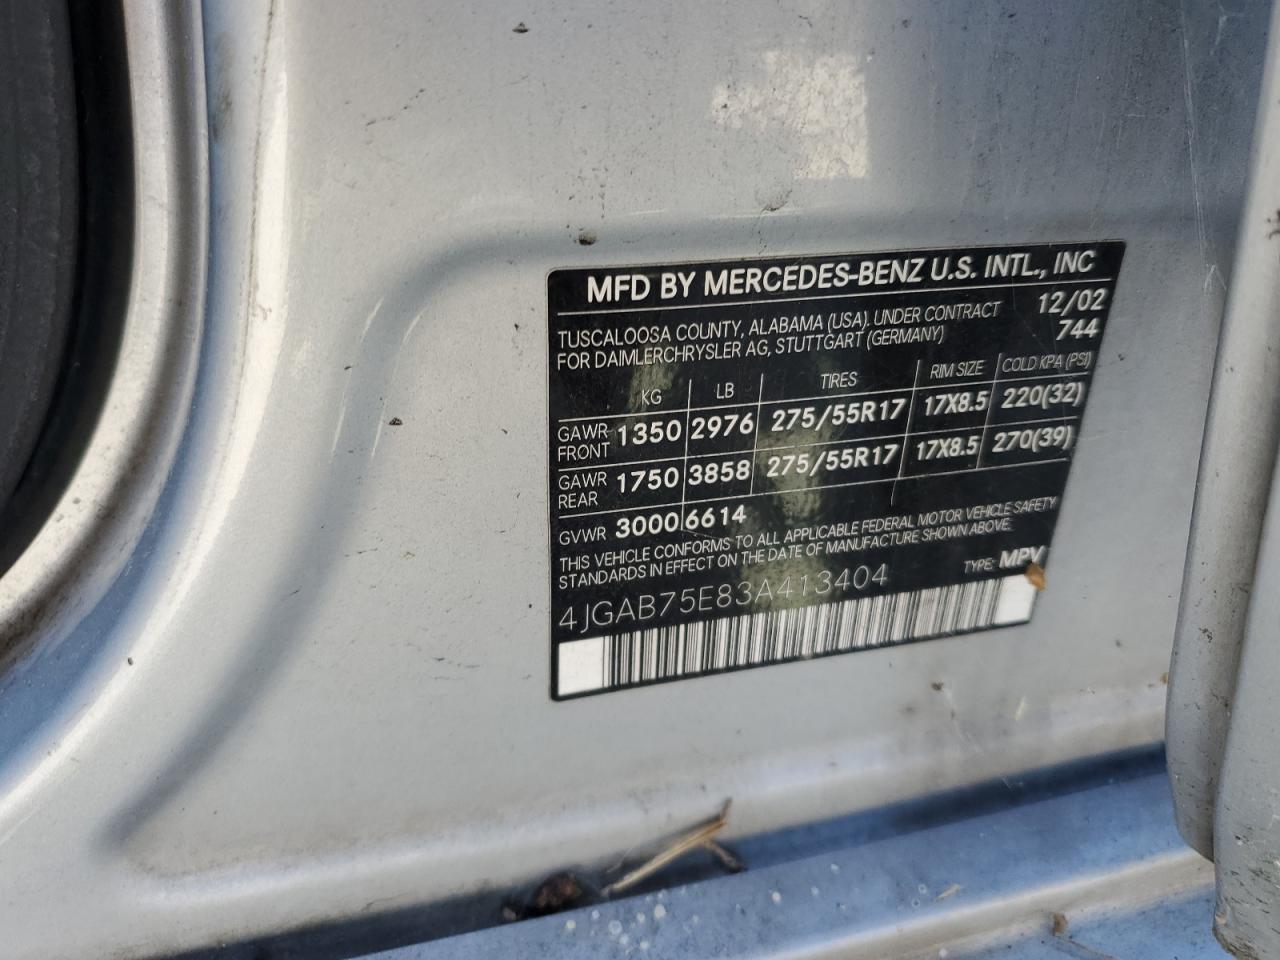 MFD BY MERCEDES-BENZ U.S. INTL., INC
TUSCALOOSA COUNTY, ALABAMA (USA). UNDER CONTRACT 12/02
FOR DAIMLERCHRYSLER AG, STUTTGART (GERMANY) 744
KG LB TIRES RIM SIZE COLD KPA (PSI)
GAWR FRONT 1350 2976 275/55R17 17X8.5 220(32)
GAWR REAR 1750 3858 275/55R17 17X8.5 270(39)
GVWR 3000 6614
THIS VEHICLE CONFORMS TO ALL APPLICABLE FEDERAL MOTOR VEHICLE SAFETY
STANDARDS IN EFFECT ON THE DATE OF MANUFACTURE SHOWN ABOVE.
4JGAB75E83A413404 TYPE: MPV